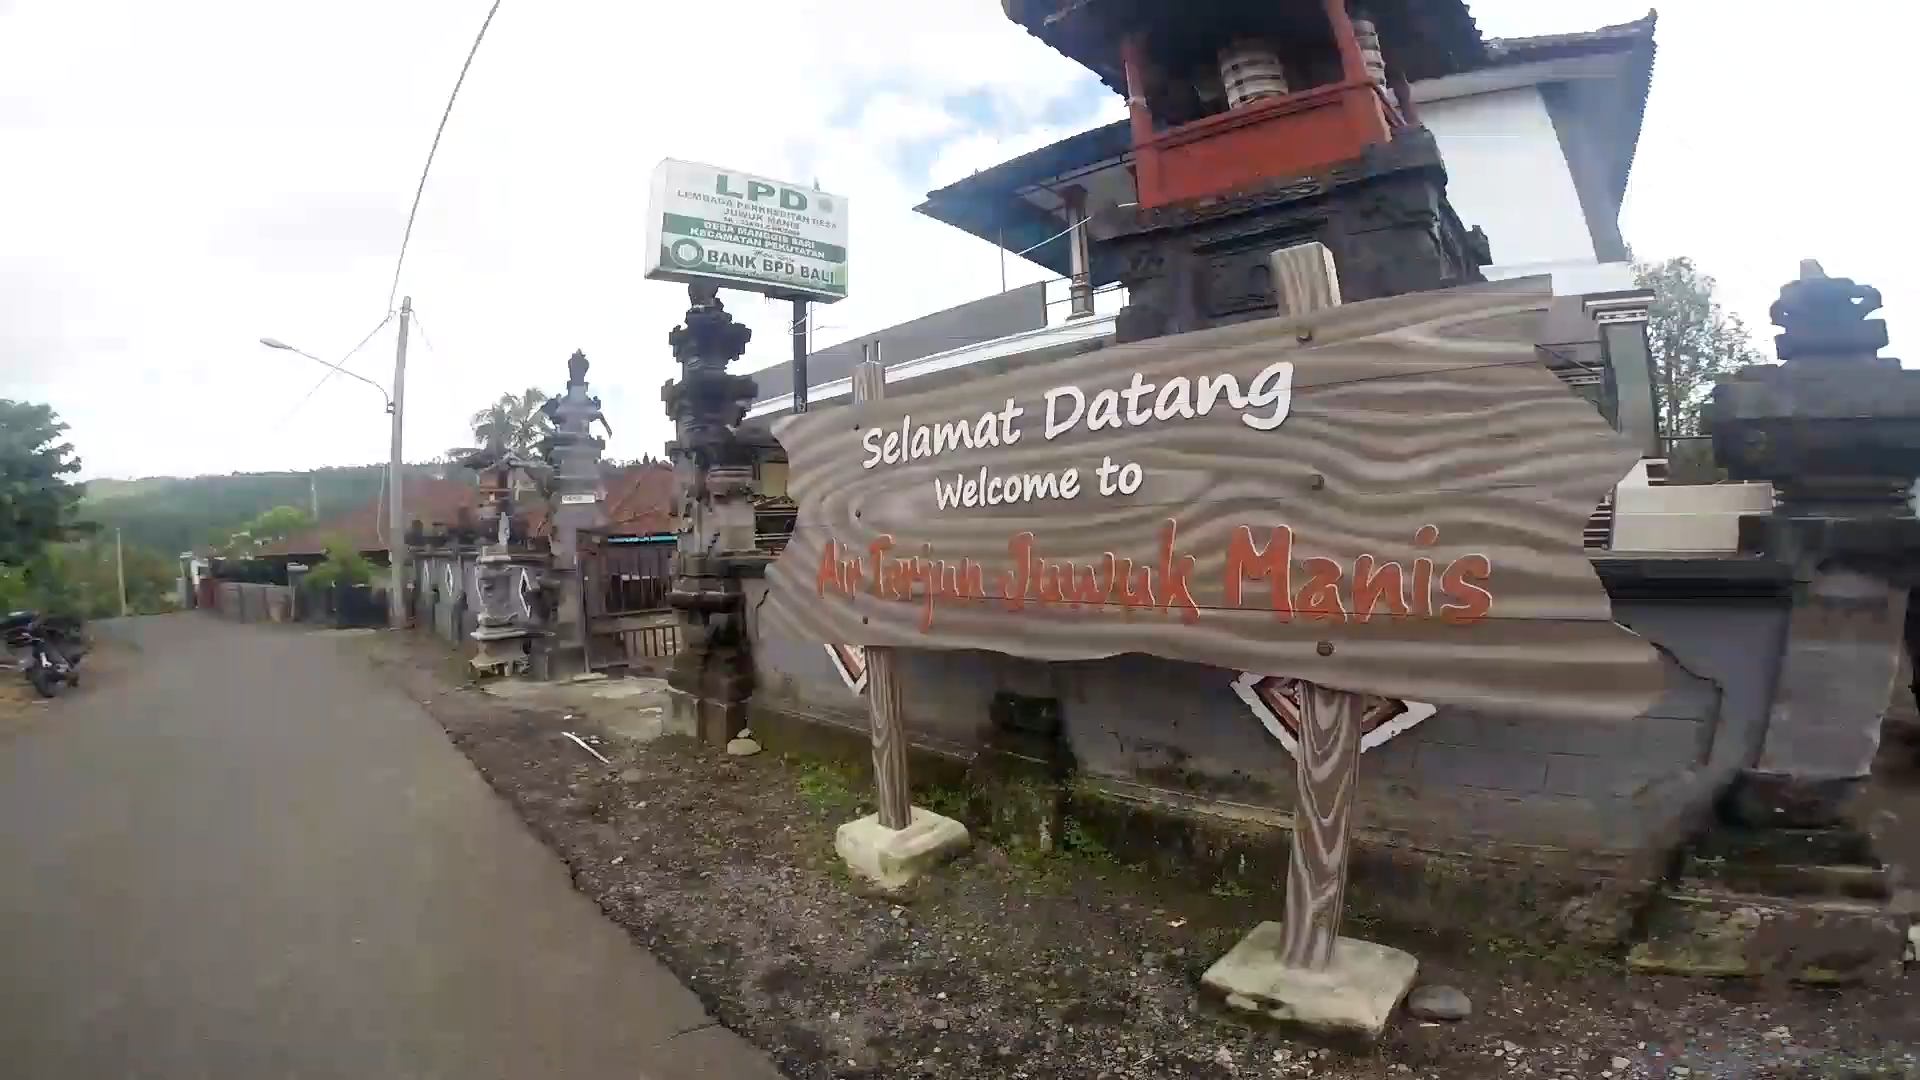 LPD
LEMBAGA PERKREDITAN DESA
JUWUK MANIS
DESA MANGGIS SARI
KECAMATAN PEKUTATAN
BANK BPD BALI
Selamat Datang
Welcome to
Air Terjun Juwuk Manis